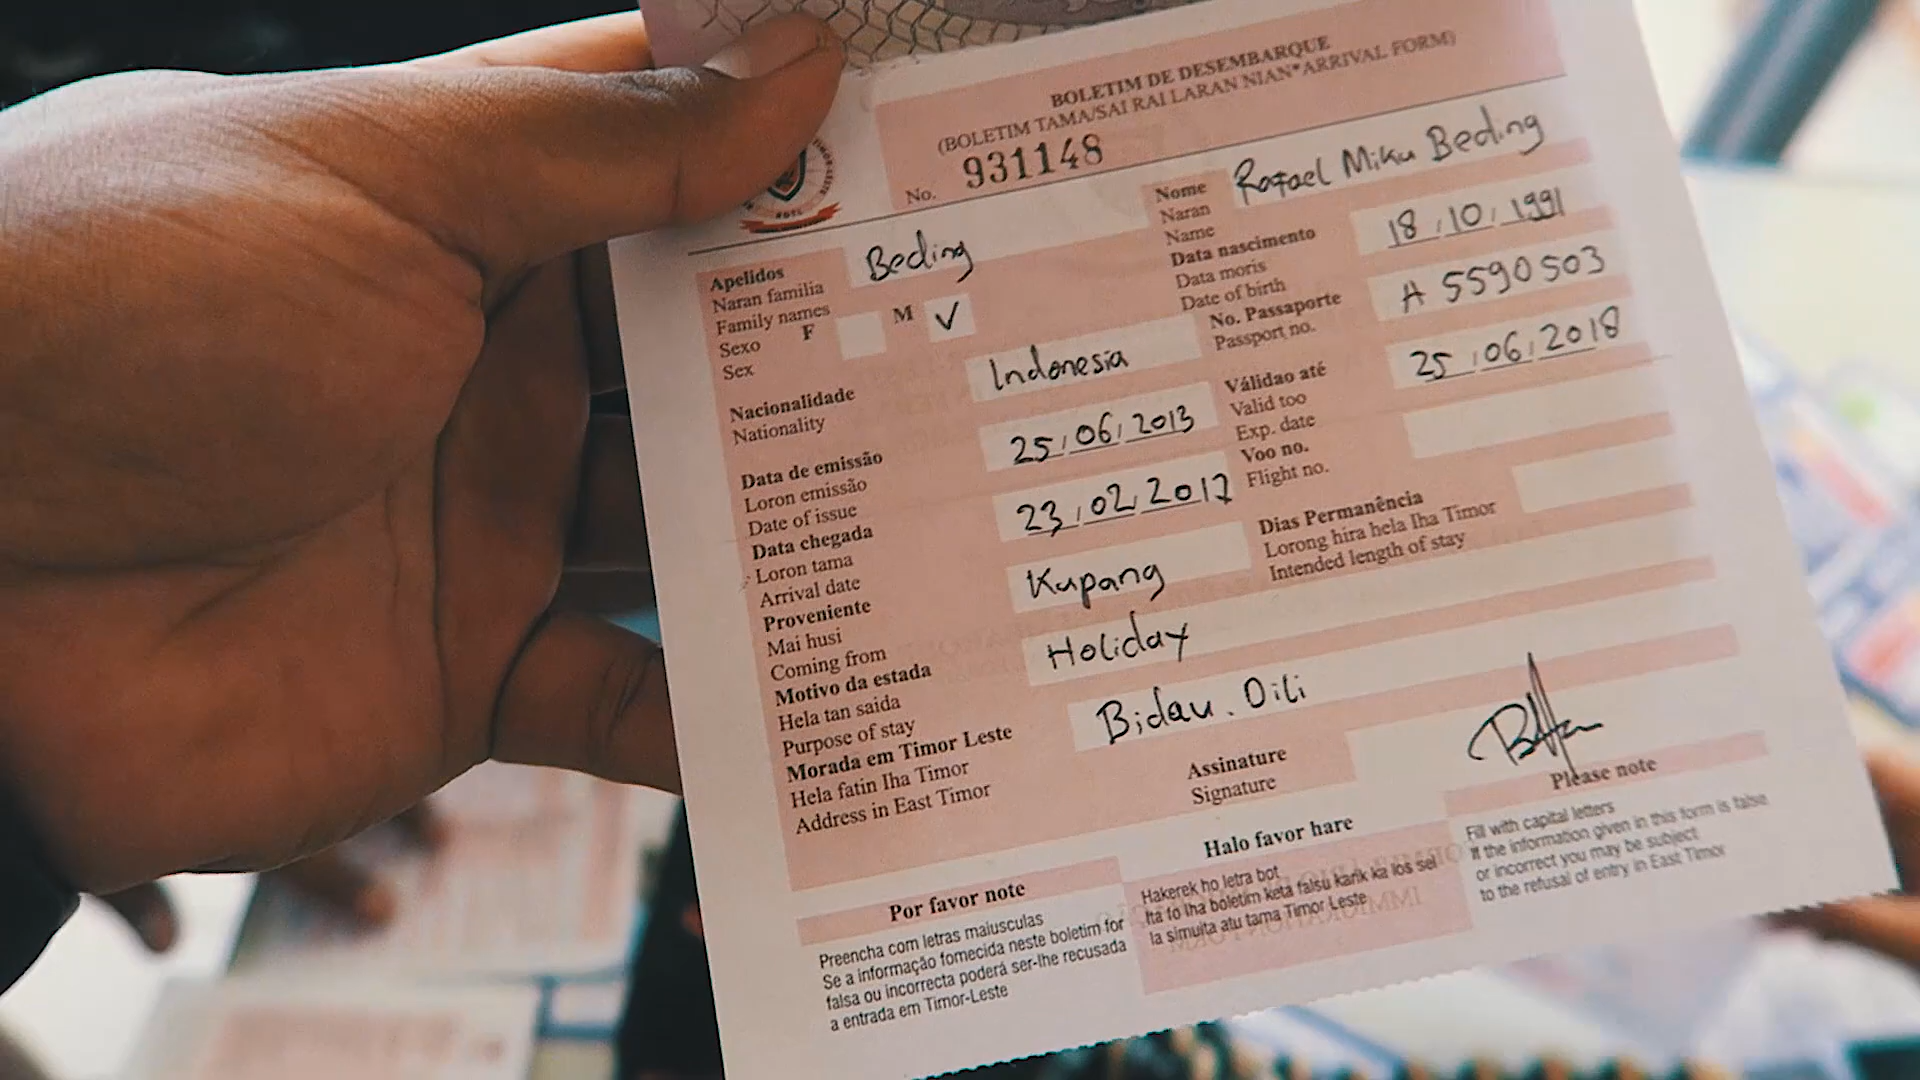 BOLETIM DE DESEMBARQUE
(BOLETIM TAMA/SAI RAI LARAN NIAN*ARRIVAL FORM)
No. 931148
Apelidos
Naran familia
Family names
Beding
Nome
Naran
Name
Rafael Miku Beding
Sexo
Sex
F
M
✓
Data nascimento
Data moris
Date of birth
18, 10, 1991
Nacionalidade
Nationality
Indonesia
No. Passaporte
Passport no.
A 5590503
Data de emissão
Loron emissão
Date of issue
25, 06, 2013
Válidao até
Valid too
Exp. date
25, 06, 2018
Data chegada
Loron tama
Arrival date
23, 02, 2017
Voo no.
Flight no.
Proveniente
Mai husi
Coming from
Kupang
Dias Permanência
Lorong hira hela Iha Timor
Intended length of stay
Motivo da estada
Hela tan saida
Purpose of stay
Holiday
Morada em Timor Leste
Hela fatin Iha Timor
Address in East Timor
Bidau. Dili
Assinature
Signature
Por favor note
Preencha com letras maiusculas
Se a informação fornecida neste boletim for
falsa ou incorrecta poderá ser-lhe recusada
a entrada em Timor-Leste
Halo favor hare
Hakerek ho letra bot
Ita fo iha boletim keta falsu karik ka los sei
la simuita atu tama Timor Leste
Please note
Fill with capital letters
If the information given in this form is false
or incorrect you may be subject
to the refusal of entry in East Timor